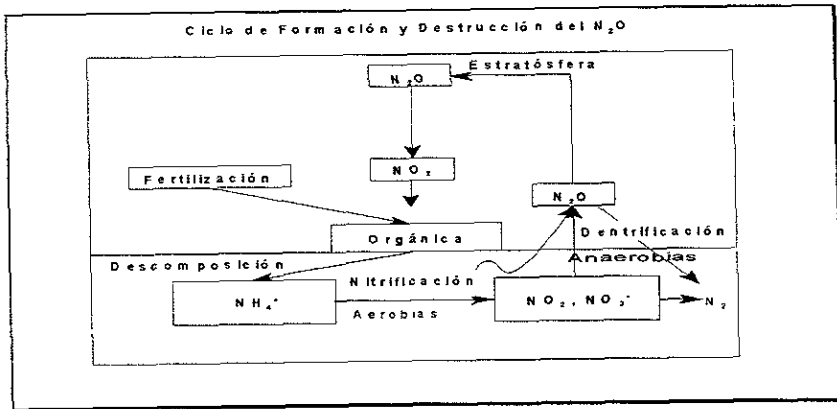 Ciclo de Formación y Destrucción del N₂O
Estratósfera
N₂O
NO₂
Fertilización
N₂O
Orgánica
Dentrificación
Anaerobias
Descomposición
Nitrificación
NH₄⁺
Aerobias
NO₂, NO₃⁻
N₂